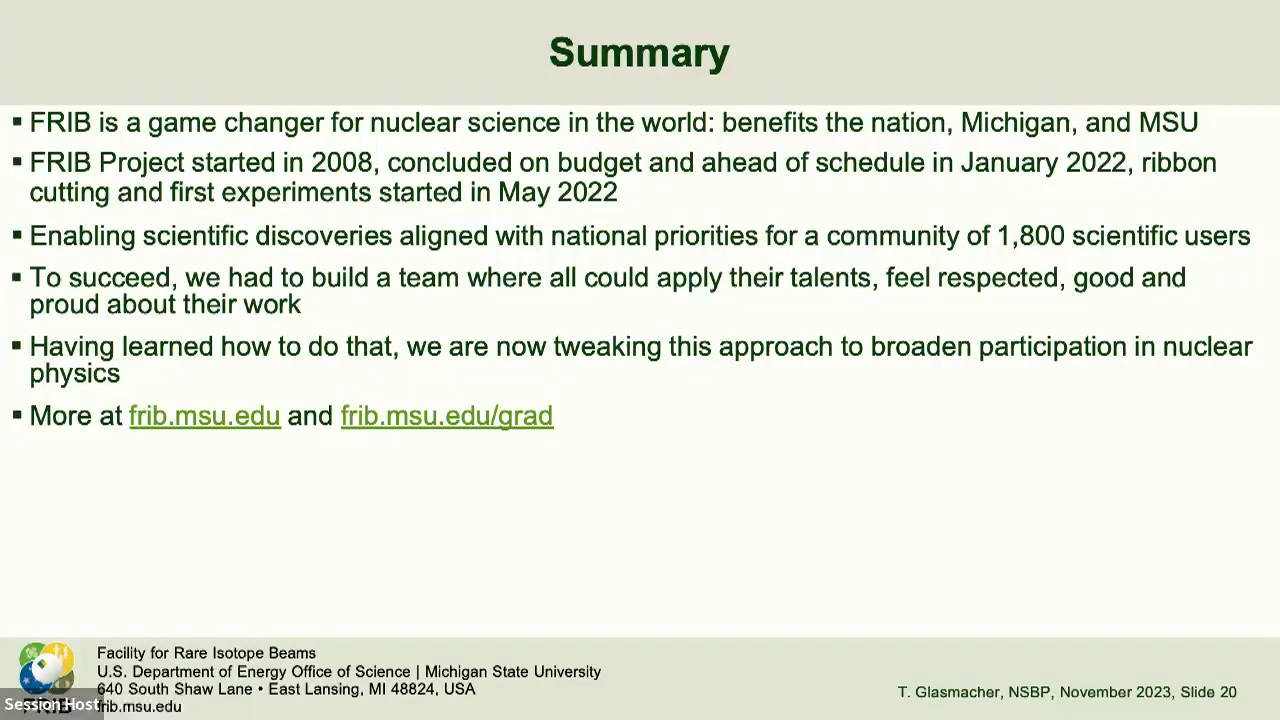 Summary
▪ FRIB is a game changer for nuclear science in the world: benefits the nation, Michigan, and MSU
▪ FRIB Project started in 2008, concluded on budget and ahead of schedule in January 2022, ribbon
cutting and first experiments started in May 2022
▪ Enabling scientific discoveries aligned with national priorities for a community of 1,800 scientific users
▪ To succeed, we had to build a team where all could apply their talents, feel respected, good and
proud about their work
▪ Having learned how to do that, we are now tweaking this approach to broaden participation in nuclear
physics
▪ More at frib.msu.edu and frib.msu.edu/grad
Facility for Rare Isotope Beams
U.S. Department of Energy Office of Science | Michigan State University
640 South Shaw Lane • East Lansing, MI 48824, USA
frib.msu.edu
FRIB
Session Host
T. Glasmacher, NSBP, November 2023, Slide 20